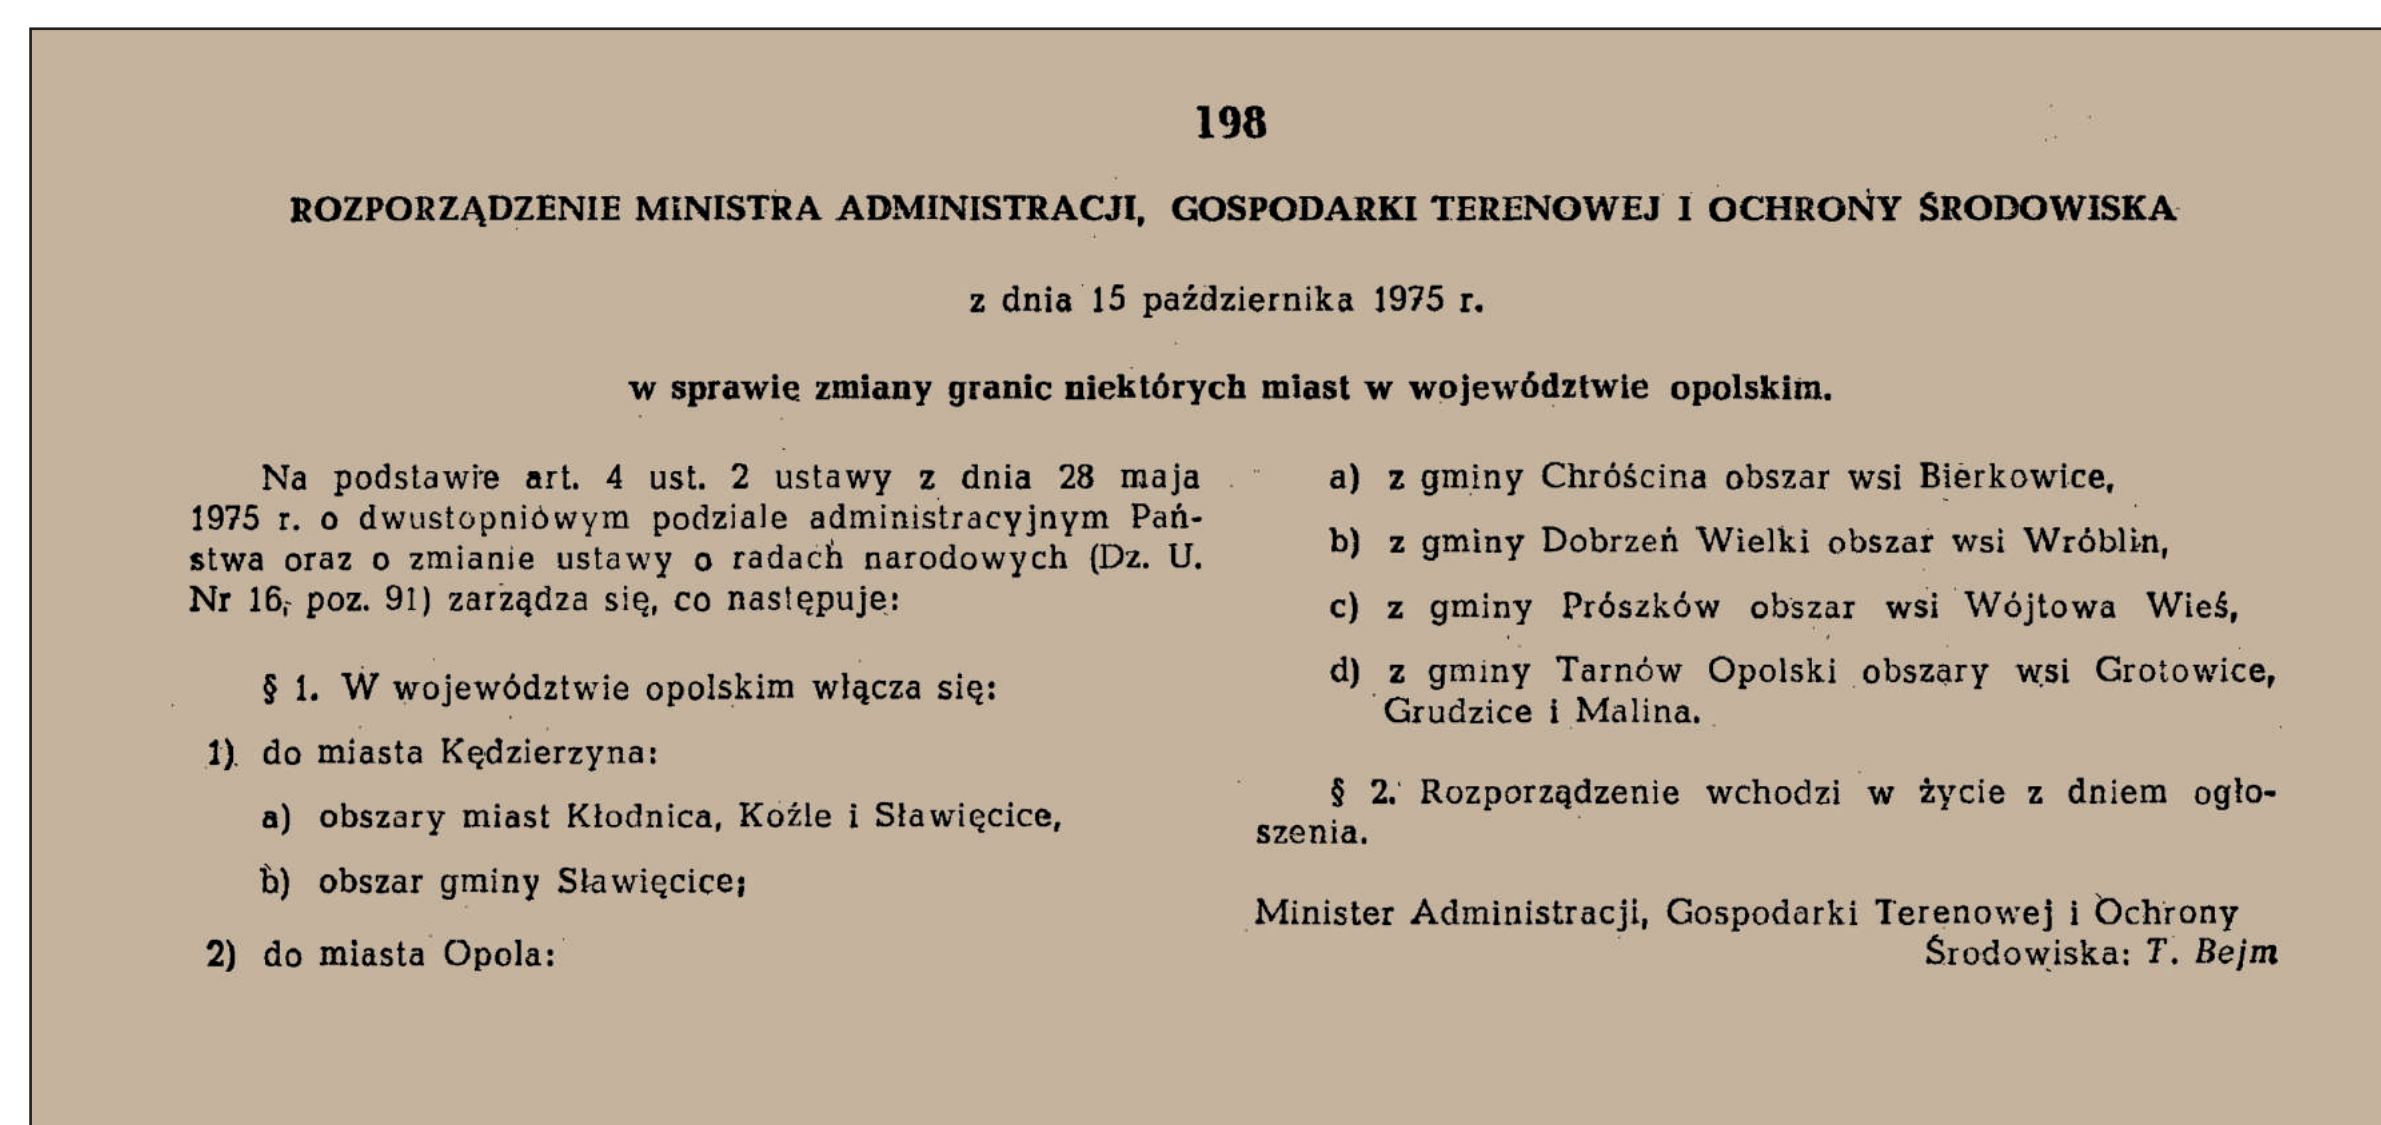 198
ROZPORZĄDZENIE MINISTRA ADMINISTRACJI, GOSPODARKI TERENOWEJ I OCHRONY ŚRODOWISKA
z dnia 15 października 1975 r.
w sprawie zmiany granic niektórych miast w województwie opolskim.
Na podstawie art. 4 ust. 2 ustawy z dnia 28 maja
1975 r. o dwustopniowym podziale administracyjnym Pań-
stwa oraz o zmianie ustawy o radach narodowych (Dz. U.
Nr 16, poz. 91) zarządza się, co następuje:
§ 1. W województwie opolskim włącza się:
1) do miasta Kędzierzyna:
a) obszary miast Kłodnica, Koźle i Sławięcice,
b) obszar gminy Sławięcice;
2) do miasta Opola:
a) z gminy Chróścina obszar wsi Bierkowice,
b) z gminy Dobrzeń Wielki obszar wsi Wróblin,
c) z gminy Prószków obszar wsi Wójtowa Wieś,
d) z gminy Tarnów Opolski obszary wsi Grotowice,
Grudzice i Malina.
§ 2. Rozporządzenie wchodzi w życie z dniem ogło-
szenia.
Minister Administracji, Gospodarki Terenowej i Ochrony
Środowiska: T. Bejm